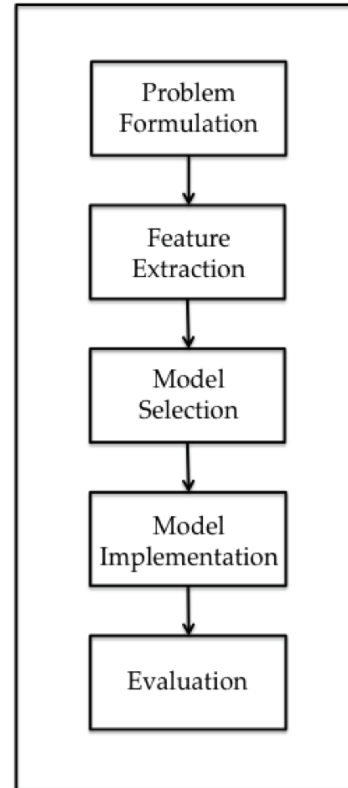 Problem
Formulation
Feature
Extraction
Model
Selection
Model
Implementation
Evaluation